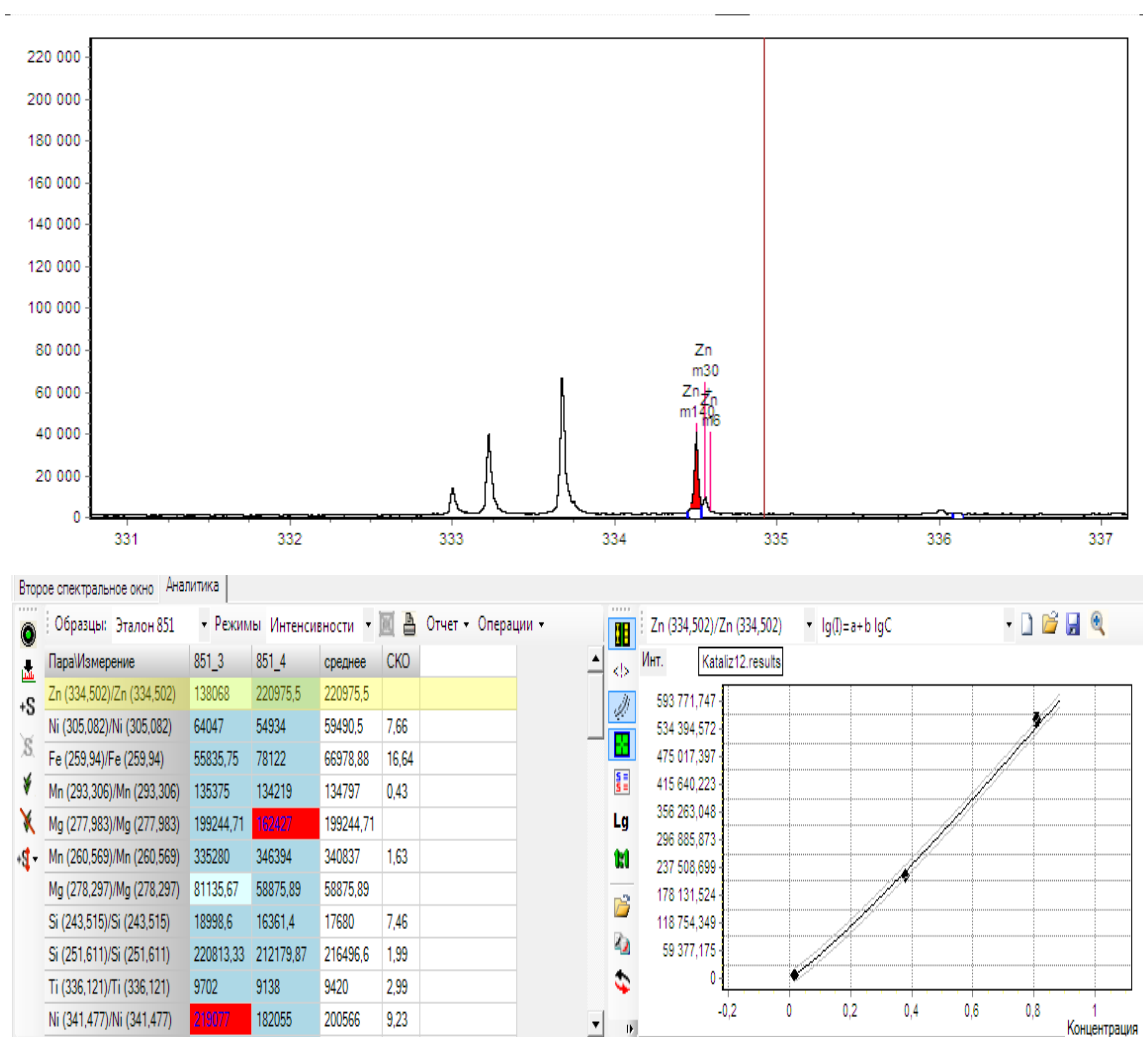 220 000
200 000
180 000
160 000
140 000
120 000
100 000
80 000
60 000
40 000
20 000
0
Zn
m30
Zn
Zn
m140
m6
331 332 333 334 335 336 337
Второе спектральное окно Аналитика
Образцы: Эталон 851 Режимы Интенсивности Отчет Операции
Пара\Измерение 851_3 851_4 среднее СКО
Zn (334,502)/Zn (334,502) 138068 220975,5 220975,5
Ni (305,082)/Ni (305,082) 64047 54934 59490,5 7,66
Fe (259,94)/Fe (259,94) 55835,75 78122 66978,88 16,64
Mn (293,306)/Mn (293,306) 135375 134219 134797 0,43
Mg (277,983)/Mg (277,983) 199244,71 162427 199244,71
Mn (260,569)/Mn (260,569) 335280 346394 340837 1,63
Mg (278,297)/Mg (278,297) 81135,67 58875,89 58875,89
Si (243,515)/Si (243,515) 18998,6 16361,4 17680 7,46
Si (251,611)/Si (251,611) 220813,33 212179,87 216496,6 1,99
Ti (336,121)/Ti (336,121) 9702 9138 9420 2,99
Ni (341,477)/Ni (341,477) 219077 182055 200566 9,23
+S
S
+S
Lg
1:1
Zn (334,502)/Zn (334,502) lg(I)=a+b lgC
Инт. Kataliz12.results
593 771,747
534 394,572
475 017,397
415 640,223
356 263,048
296 885,873
237 508,699
178 131,524
118 754,349
59 377,175
0
-0,2 0 0,2 0,4 0,6 0,8 1
Концентрация